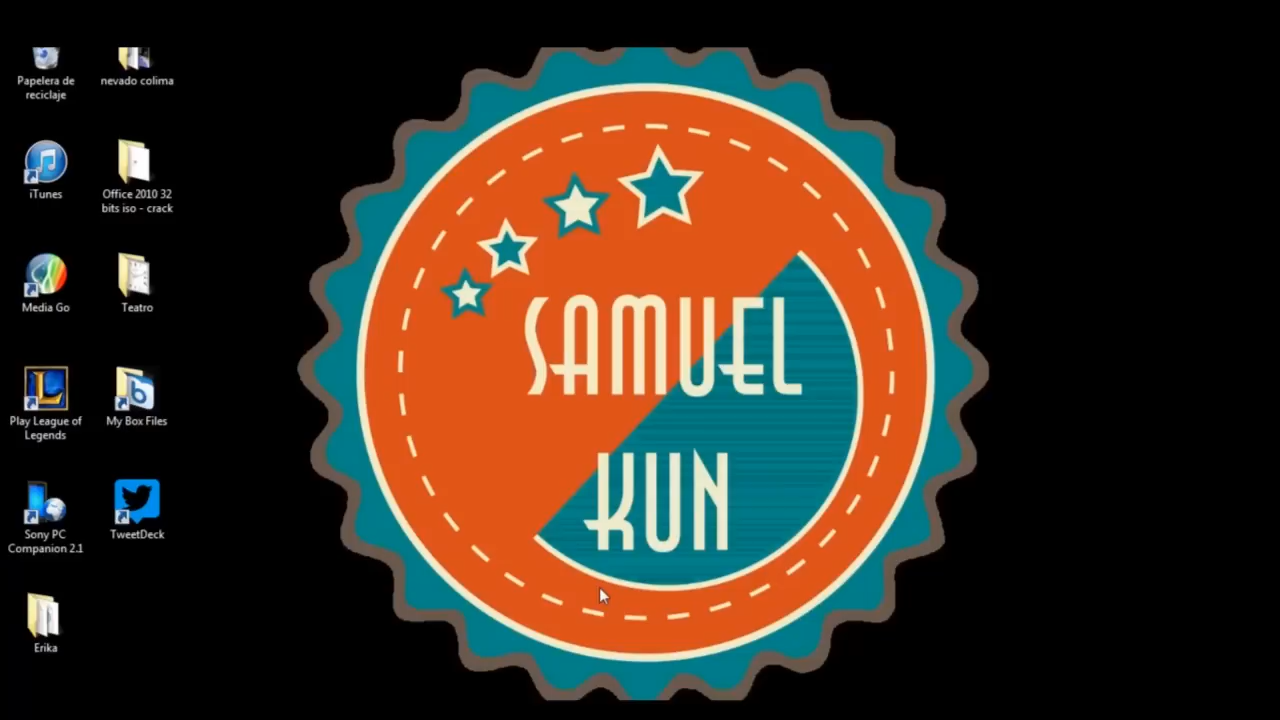 Papelera de
reciclaje
nevado colima
iTunes
Office 2010 32
bits iso - crack
Media Go
Teatro
Play League of
Legends
My Box Files
Sony PC
Companion 2.1
TweetDeck
Erika
SAMUEL
KUN